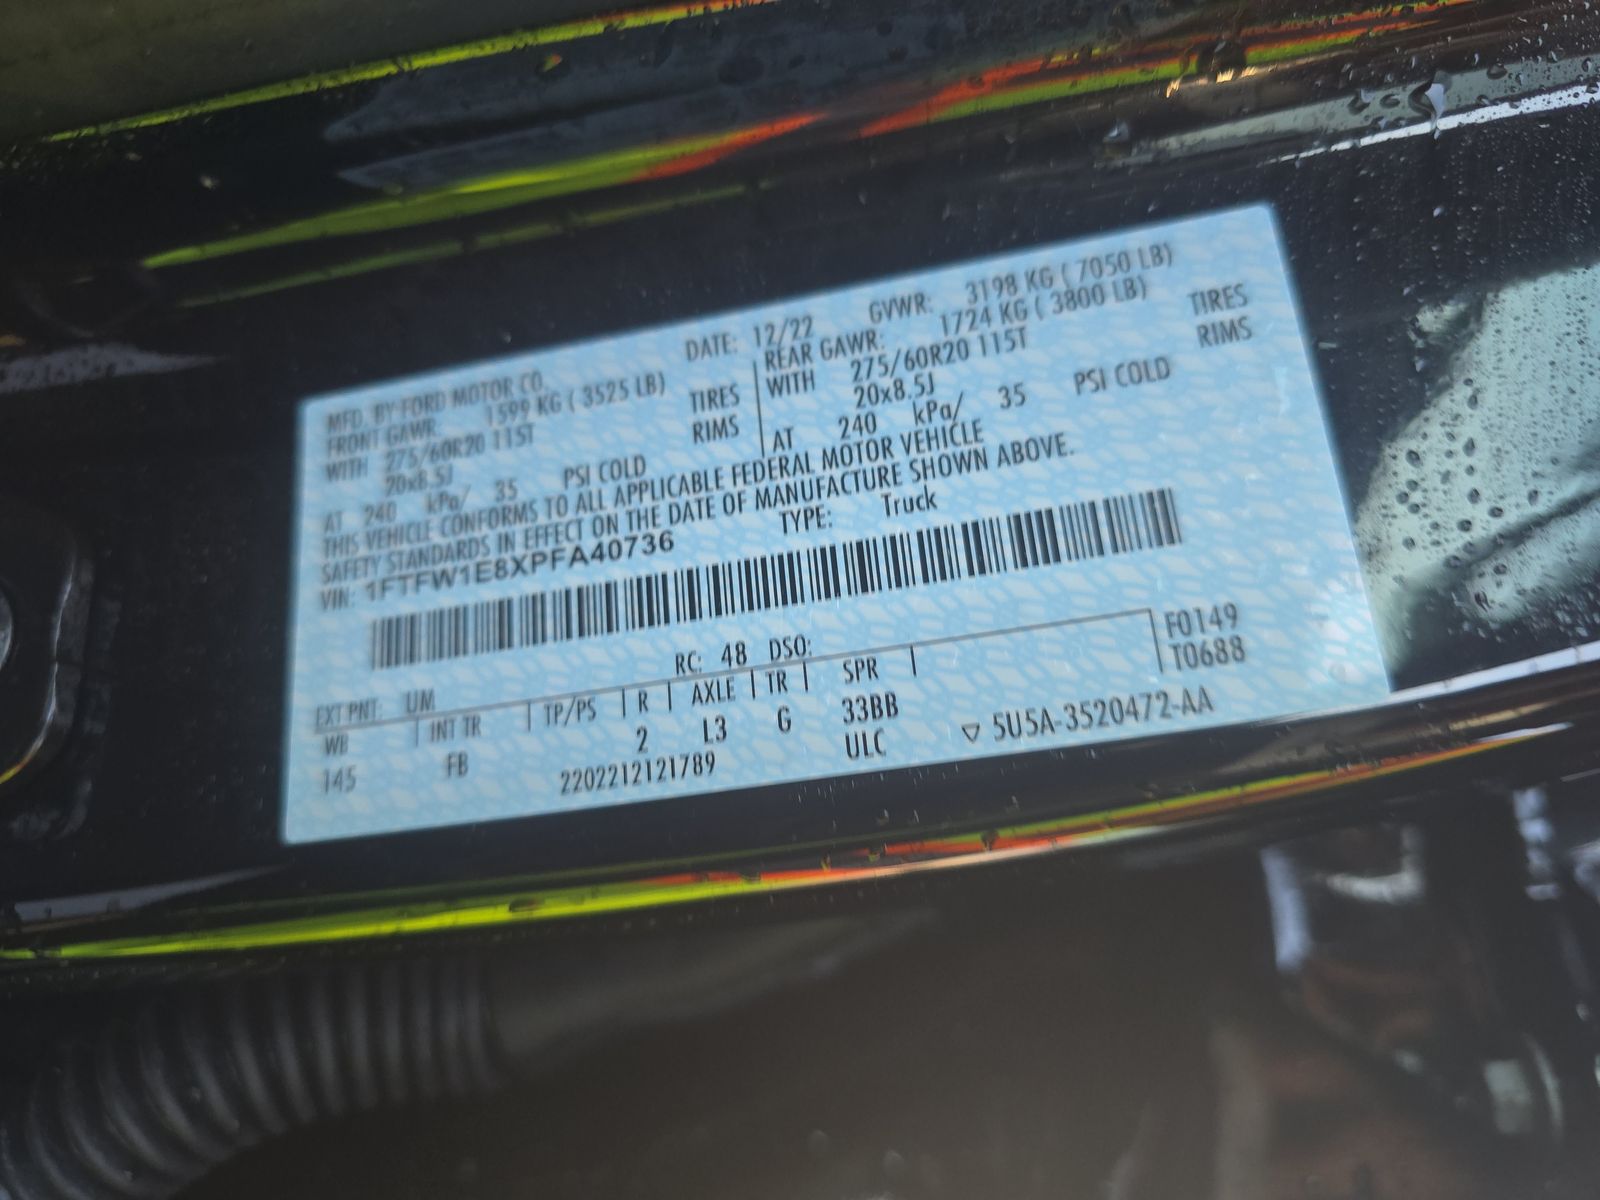 MFD. BY FORD MOTOR CO. DATE: 12/22 GVWR: 3198 KG ( 7050 LB)
FRONT GAWR: 1599 KG ( 3525 LB) REAR GAWR: 1724 KG ( 3800 LB)
WITH 275/60R20 115T TIRES WITH 275/60R20 115T TIRES
20x8.5J RIMS 20x8.5J RIMS
AT 240 kPa/ 35 PSI COLD AT 240 kPa/ 35 PSI COLD
THIS VEHICLE CONFORMS TO ALL APPLICABLE FEDERAL MOTOR VEHICLE
SAFETY STANDARDS IN EFFECT ON THE DATE OF MANUFACTURE SHOWN ABOVE.
VIN: 1FTFW1E8XPFA40736 TYPE: Truck
EXT PNT: UM RC: 48 DSO: F0149
WB INT TR TP/PS R AXLE TR SPR T0688
145 FB 2 L3 G 33BB
2202212121789 ULC ▽ 5U5A-3520472-AA